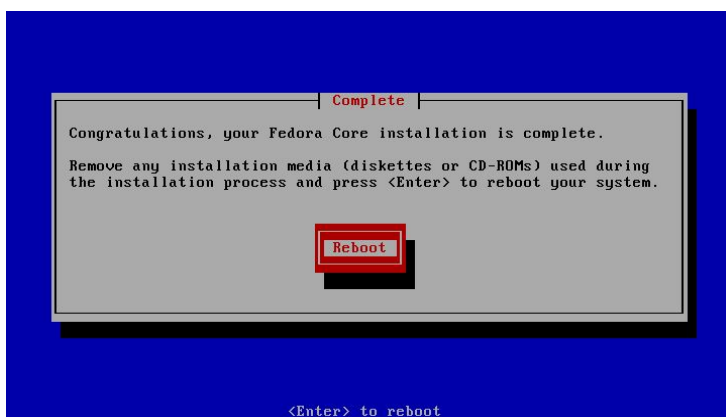 Complete
Congratulations, your Fedora Core installation is complete.
Remove any installation media (diskettes or CD-ROMs) used during
the installation process and press <Enter> to reboot your system.
Reboot
<Enter> to reboot